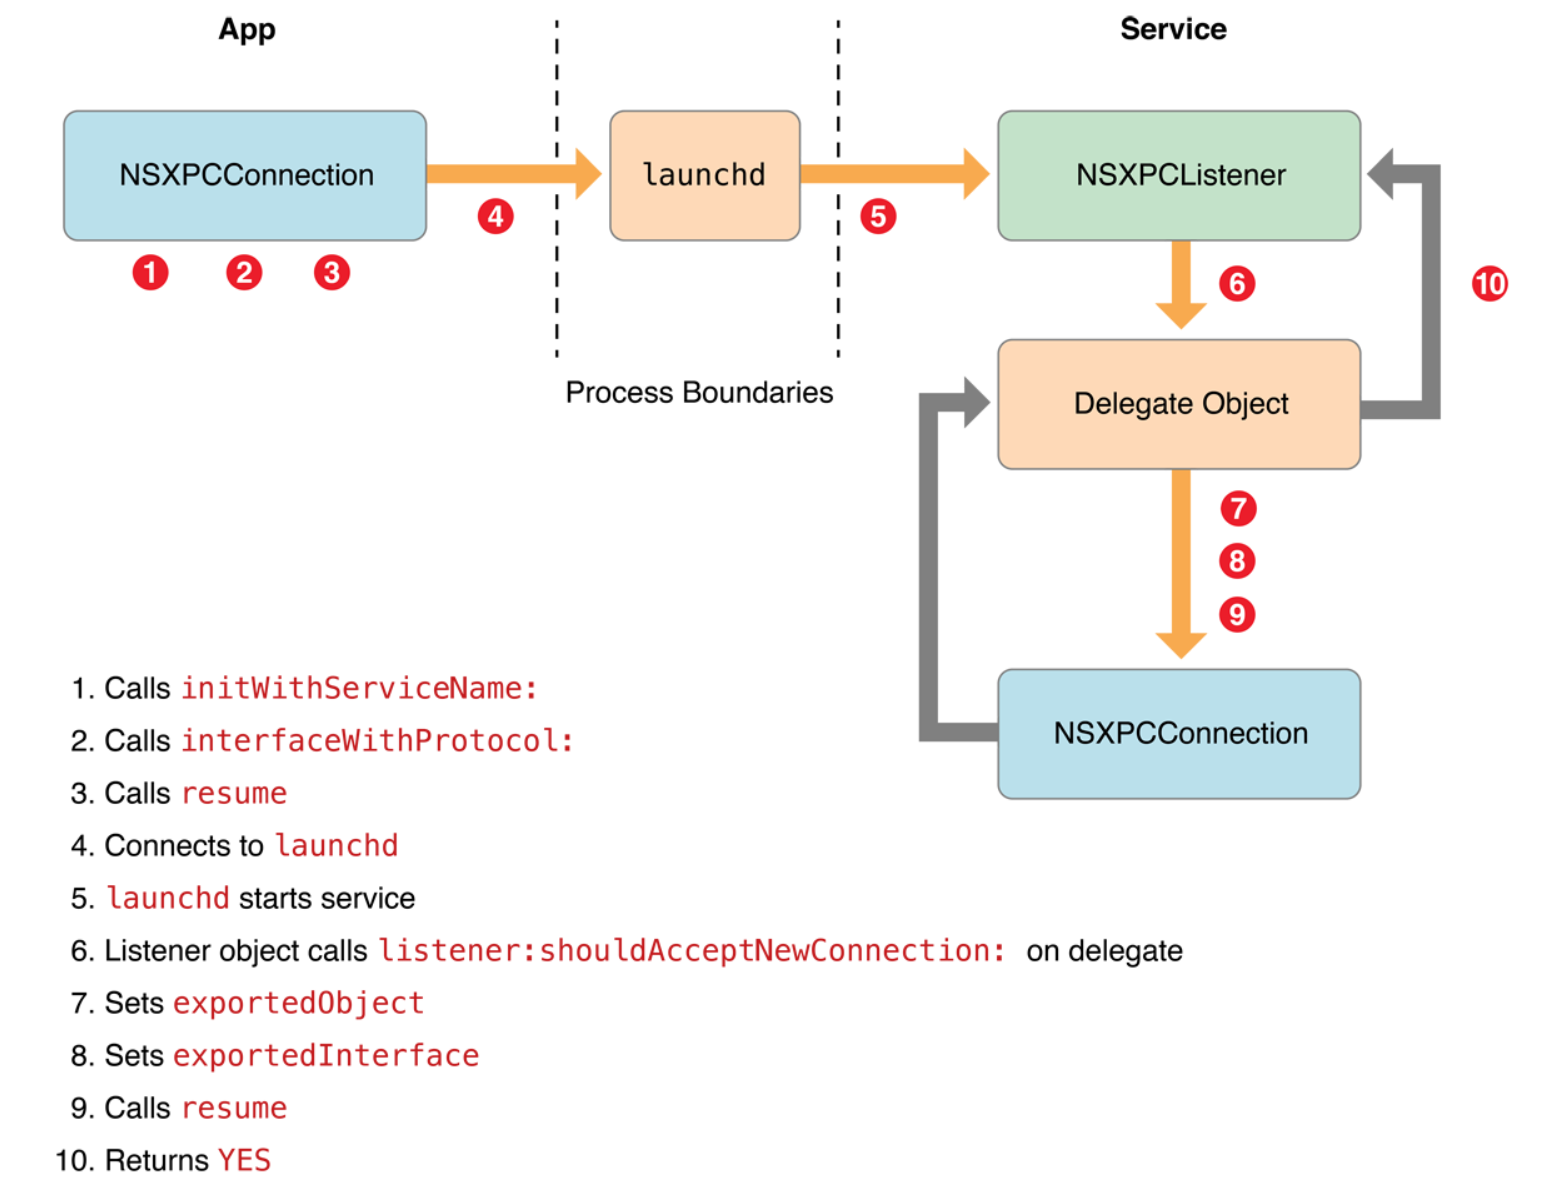 App
Service
NSXPCConnection
launchd
NSXPCListener
4
5
1 2 3
6
10
Process Boundaries
Delegate Object
7
8
9
NSXPCConnection
1. Calls initWithServiceName:
2. Calls interfaceWithProtocol:
3. Calls resume
4. Connects to launchd
5. launchd starts service
6. Listener object calls listener:shouldAcceptNewConnection: on delegate
7. Sets exportedObject
8. Sets exportedInterface
9. Calls resume
10. Returns YES